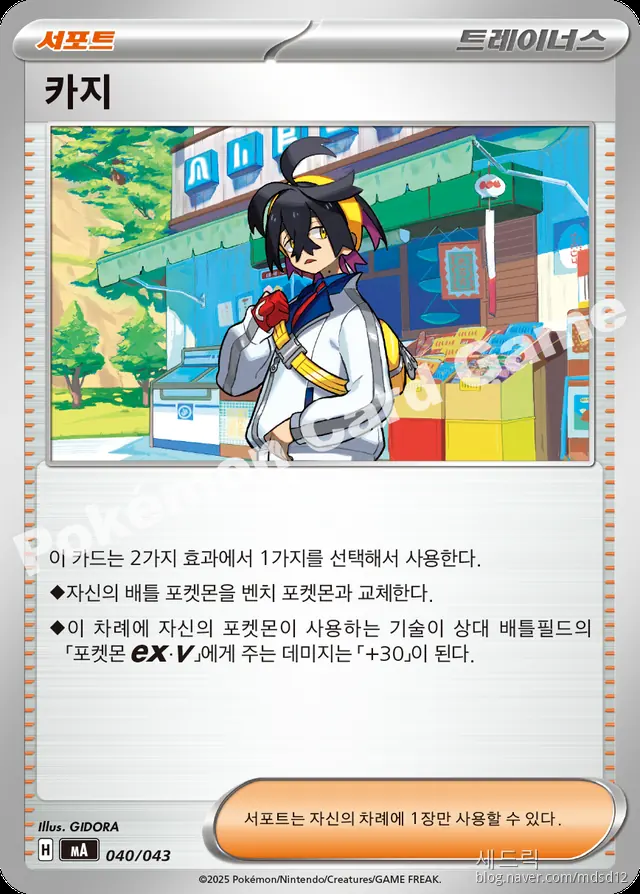 서포트
트레이너스
카지
Pokémon Card Game
이 카드는 2가지 효과에서 1가지를 선택해서 사용한다.
◆자신의 배틀 포켓몬을 벤치 포켓몬과 교체한다.
◆이 차례에 자신의 포켓몬이 사용하는 기술이 상대 배틀필드의
「포켓몬 ex·V」에게 주는 데미지는 「+30」이 된다.
서포트는 자신의 차례에 1장만 사용할 수 있다.
Illus. GIDORA
H mA 040/043
©2025 Pokémon/Nintendo/Creatures/GAME FREAK.
세드릭
blog.naver.com/mdsd12